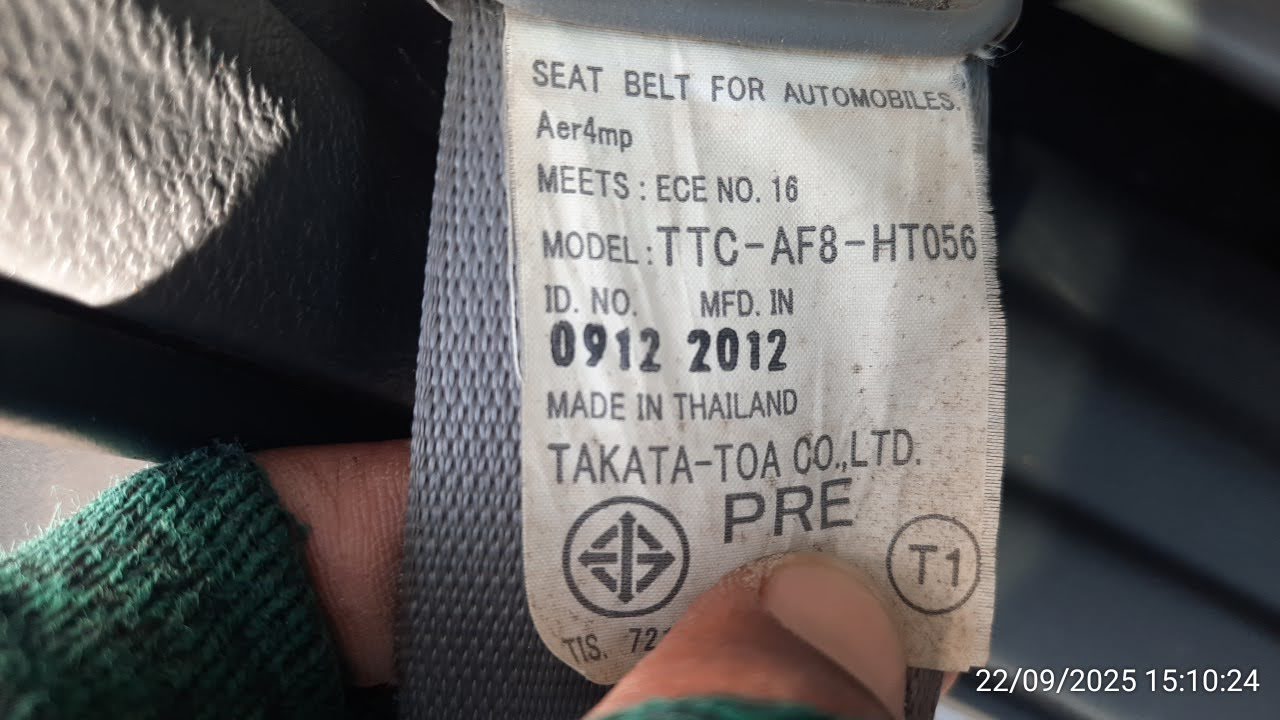 SEAT BELT FOR AUTOMOBILES.
Aer4mp
MEETS : ECE NO. 16
MODEL : TTC-AF8-HT056
ID. NO. MFD. IN
0912 2012
MADE IN THAILAND
TAKATA-TOA CO.,LTD.
PRE
T1
TIS.
22/09/2025 15:10:24